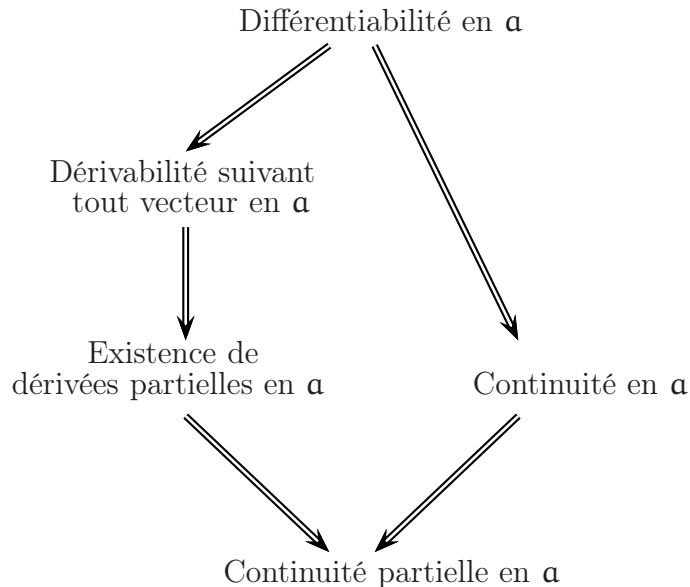 Différentiabilité en 𝔞
Dérivabilité suivant
tout vecteur en 𝔞
Existence de
dérivées partielles en 𝔞
Continuité en 𝔞
Continuité partielle en 𝔞